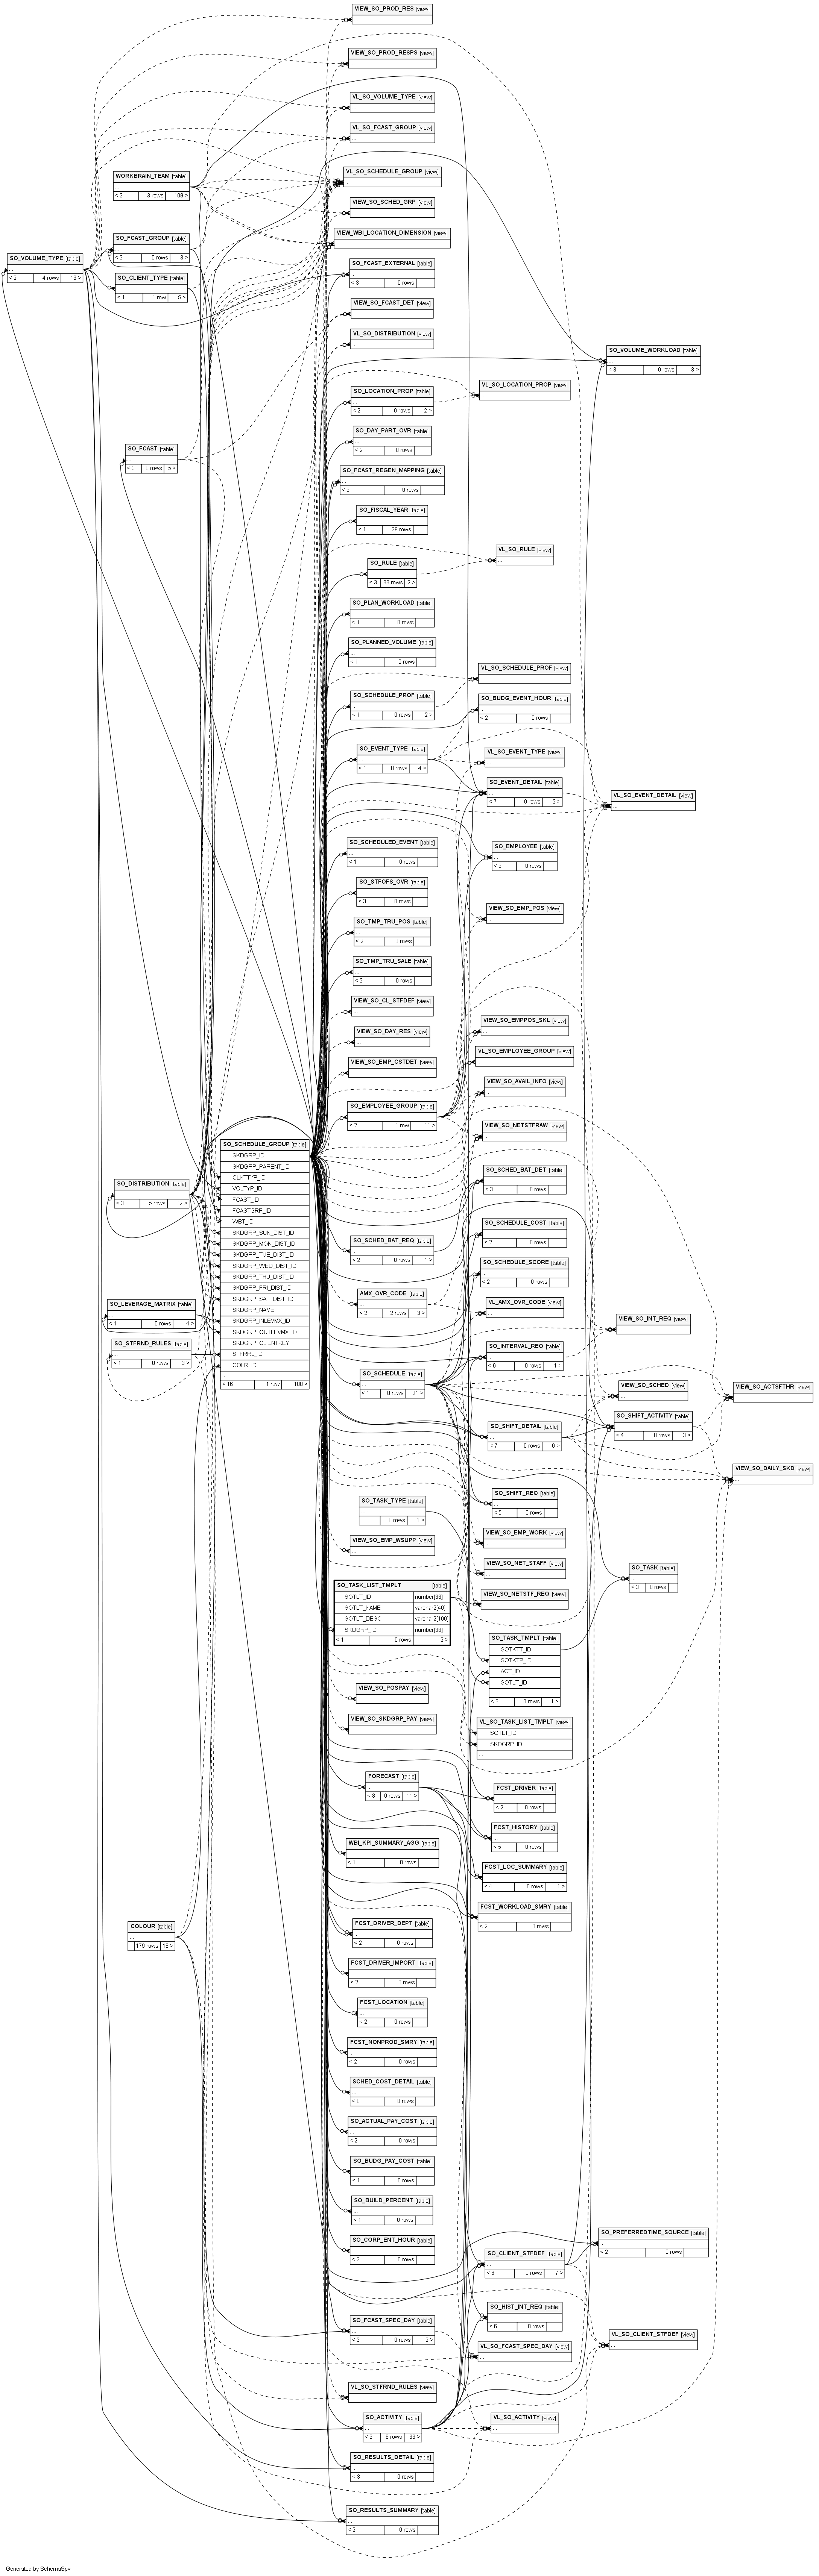 VIEW_SO_PROD_RES [view]
VIEW_SO_PROD_RESPS [view]
VL_SO_VOLUME_TYPE [view]
VL_SO_FCAST_GROUP [view]
WORKBRAIN_TEAM [table]
...
< 3 3 rows 109 >
VL_SO_SCHEDULE_GROUP [view]
VIEW_SO_SCHED_GRP [view]
VIEW_WBI_LOCATION_DIMENSION [view]
SO_FCAST_GROUP [table]
...
< 2 0 rows 3 >
SO_VOLUME_TYPE [table]
...
< 2 4 rows 13 >
SO_CLIENT_TYPE [table]
...
< 1 1 row 5 >
SO_FCAST_EXTERNAL [table]
...
< 3 0 rows
VIEW_SO_FCAST_DET [view]
VL_SO_DISTRIBUTION [view]
SO_VOLUME_WORKLOAD [table]
...
< 3 0 rows 3 >
SO_LOCATION_PROP [table]
...
< 2 0 rows 2 >
VL_SO_LOCATION_PROP [view]
SO_DAY_PART_OVR [table]
...
< 2 0 rows
SO_FCAST [table]
...
< 3 0 rows 5 >
SO_FCAST_REGEN_MAPPING [table]
...
< 3 0 rows
SO_FISCAL_YEAR [table]
...
< 1 29 rows
VL_SO_RULE [view]
SO_RULE [table]
...
< 3 33 rows 2 >
SO_PLAN_WORKLOAD [table]
...
< 1 0 rows
SO_PLANNED_VOLUME [table]
...
< 1 0 rows
VL_SO_SCHEDULE_PROF [view]
SO_SCHEDULE_PROF [table]
...
< 1 0 rows 2 >
SO_BUDG_EVENT_HOUR [table]
...
< 2 0 rows
SO_EVENT_TYPE [table]
...
< 1 0 rows 4 >
VL_SO_EVENT_TYPE [view]
SO_EVENT_DETAIL [table]
...
< 7 0 rows 2 >
VL_SO_EVENT_DETAIL [view]
SO_SCHEDULED_EVENT [table]
...
< 1 0 rows
SO_EMPLOYEE [table]
...
< 3 0 rows
SO_STFOFS_OVR [table]
...
< 3 0 rows
VIEW_SO_EMP_POS [view]
SO_TMP_TRU_POS [table]
...
< 2 0 rows
SO_TMP_TRU_SALE [table]
...
< 2 0 rows
VIEW_SO_CL_STFDEF [view]
VIEW_SO_EMPPOS_SKL [view]
VIEW_SO_DAY_RES [view]
VL_SO_EMPLOYEE_GROUP [view]
VIEW_SO_EMP_CSTDET [view]
VIEW_SO_AVAIL_INFO [view]
SO_EMPLOYEE_GROUP [table]
...
< 2 1 row 11 >
VIEW_SO_NETSTFRAW [view]
SO_SCHEDULE_GROUP [table]
SKDGRP_ID
SKDGRP_PARENT_ID
CLNTTYP_ID
VOLTYP_ID
FCAST_ID
FCASTGRP_ID
WBT_ID
SKDGRP_SUN_DIST_ID
SKDGRP_MON_DIST_ID
SKDGRP_TUE_DIST_ID
SKDGRP_WED_DIST_ID
SKDGRP_THU_DIST_ID
SKDGRP_FRI_DIST_ID
SKDGRP_SAT_DIST_ID
SKDGRP_NAME
SKDGRP_INLEVMX_ID
SKDGRP_OUTLEVMX_ID
SKDGRP_CLIENTKEY
STFRRL_ID
COLR_ID
...
< 16 1 row 100 >
SO_DISTRIBUTION [table]
...
< 3 5 rows 32 >
SO_SCHED_BAT_DET [table]
...
< 3 0 rows
SO_SCHEDULE_COST [table]
...
< 2 0 rows
SO_SCHED_BAT_REQ [table]
...
< 2 0 rows 1 >
SO_SCHEDULE_SCORE [table]
...
< 2 0 rows
AMX_OVR_CODE [table]
...
< 2 2 rows 3 >
VL_AMX_OVR_CODE [view]
SO_LEVERAGE_MATRIX [table]
...
< 1 0 rows 4 >
SO_STFRND_RULES [table]
...
< 1 0 rows 3 >
VIEW_SO_INT_REQ [view]
SO_INTERVAL_REQ [table]
...
< 6 0 rows 1 >
SO_SCHEDULE [table]
...
< 1 0 rows 21 >
VIEW_SO_SCHED [view]
VIEW_SO_ACTSFTHR [view]
SO_SHIFT_ACTIVITY [table]
...
< 4 0 rows 3 >
SO_SHIFT_DETAIL [table]
...
< 7 0 rows 6 >
VIEW_SO_DAILY_SKD [view]
SO_SHIFT_REQ [table]
...
< 5 0 rows
SO_TASK_TYPE [table]
...
0 rows 1 >
VIEW_SO_EMP_WORK [view]
VIEW_SO_EMP_WSUPP [view]
VIEW_SO_NET_STAFF [view]
SO_TASK [table]
...
< 3 0 rows
VIEW_SO_NETSTF_REQ [view]
SO_TASK_LIST_TMPLT [table]
SOTLT_ID number[38]
SOTLT_NAME varchar2[40]
SOTLT_DESC varchar2[100]
SKDGRP_ID number[38]
< 1 0 rows 2 >
SO_TASK_TMPLT [table]
SOTKTT_ID
SOTKTP_ID
ACT_ID
SOTLT_ID
...
< 3 0 rows 1 >
VIEW_SO_POSPAY [view]
VIEW_SO_SKDGRP_PAY [view]
VL_SO_TASK_LIST_TMPLT [view]
SOTLT_ID
SKDGRP_ID
...
FORECAST [table]
...
< 8 0 rows 11 >
FCST_DRIVER [table]
...
< 2 0 rows
FCST_HISTORY [table]
...
< 5 0 rows
WBI_KPI_SUMMARY_AGG [table]
...
< 1 0 rows
FCST_LOC_SUMMARY [table]
...
< 4 0 rows 1 >
FCST_WORKLOAD_SMRY [table]
...
< 2 0 rows
COLOUR [table]
...
179 rows 18 >
FCST_DRIVER_DEPT [table]
...
< 2 0 rows
FCST_DRIVER_IMPORT [table]
...
< 2 0 rows
FCST_LOCATION [table]
...
< 2 0 rows
FCST_NONPROD_SMRY [table]
...
< 2 0 rows
SCHED_COST_DETAIL [table]
...
< 8 0 rows
SO_ACTUAL_PAY_COST [table]
...
< 2 0 rows
SO_BUDG_PAY_COST [table]
...
< 1 0 rows
SO_BUILD_PERCENT [table]
...
< 1 0 rows
SO_CORP_ENT_HOUR [table]
...
< 2 0 rows
SO_PREFERREDTIME_SOURCE [table]
...
< 2 0 rows
SO_CLIENT_STFDEF [table]
...
< 6 0 rows 7 >
SO_HIST_INT_REQ [table]
...
< 6 0 rows
SO_FCAST_SPEC_DAY [table]
...
< 3 0 rows 2 >
VL_SO_CLIENT_STFDEF [view]
VL_SO_FCAST_SPEC_DAY [view]
VL_SO_STFRND_RULES [view]
SO_ACTIVITY [table]
...
< 3 6 rows 33 >
VL_SO_ACTIVITY [view]
SO_RESULTS_DETAIL [table]
...
< 3 0 rows
SO_RESULTS_SUMMARY [table]
...
< 2 0 rows
Generated by SchemaSpy